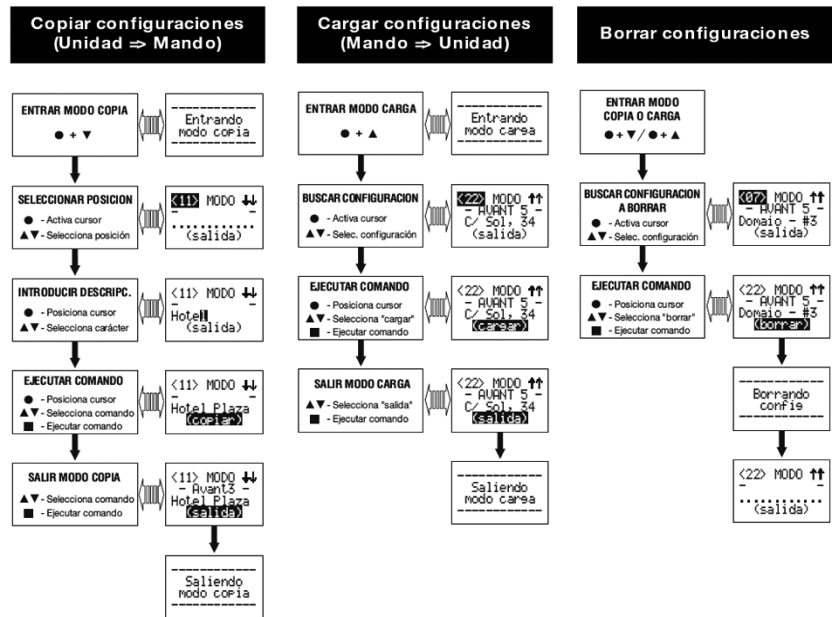 Copiar configuraciones
(Unidad ⇒ Mando)
ENTRAR MODO COPIA
● + ▼
Entrando
modo copia
SELECCIONAR POSICION
● - Activa cursor
▲▼ - Selecciona posición
<11> MODO ↓↓
- -
..............
(salida)
INTRODUCIR DESCRIPC.
● - Posiciona cursor
▲▼ - Selecciona carácter
<11> MODO ↓↓
- -
Hotel
(salida)
EJECUTAR COMANDO
● - Posiciona cursor
▲▼ - Selecciona comando
■ - Ejecutar comando
<11> MODO ↓↓
- -
Hotel Plaza
(copiar)
SALIR MODO COPIA
▲▼ - Selecciona comando
■ - Ejecutar comando
<11> MODO ↓↓
- Avant3 -
Hotel Plaza
(salida)
Saliendo
modo copia
Cargar configuraciones
(Mando ⇒ Unidad)
ENTRAR MODO CARGA
● + ▲
Entrando
modo carga
BUSCAR CONFIGURACION
● - Activa cursor
▲▼ - Selec. configuración
<22> MODO ↑↑
- AVANT 5 -
C/ Sol, 34
(salida)
EJECUTAR COMANDO
● - Posiciona cursor
▲▼ - Selecciona "cargar"
■ - Ejecutar comando
<22> MODO ↑↑
- AVANT 5 -
C/ Sol, 34
(cargar)
SALIR MODO CARGA
▲▼ - Selecciona "salida"
■ - Ejecutar comando
<22> MODO ↑↑
- AVANT 5 -
C/ Sol, 34
(salida)
Saliendo
modo carga
Borrar configuraciones
ENTRAR MODO
COPIA O CARGA
● + ▼ / ● + ▲
BUSCAR CONFIGURACION
A BORRAR
● - Activa cursor
▲▼ - Selec. configuración
<07> MODO ↑↑
- AVANT 5 -
Domaio - #3
(salida)
EJECUTAR COMANDO
● - Posiciona cursor
▲▼ - Selecciona "borrar"
■ - Ejecutar comando
<22> MODO ↑↑
- AVANT 5 -
Domaio - #3
(borrar)
Borrando
config
<22> MODO ↑↑
- -
..............
(salida)